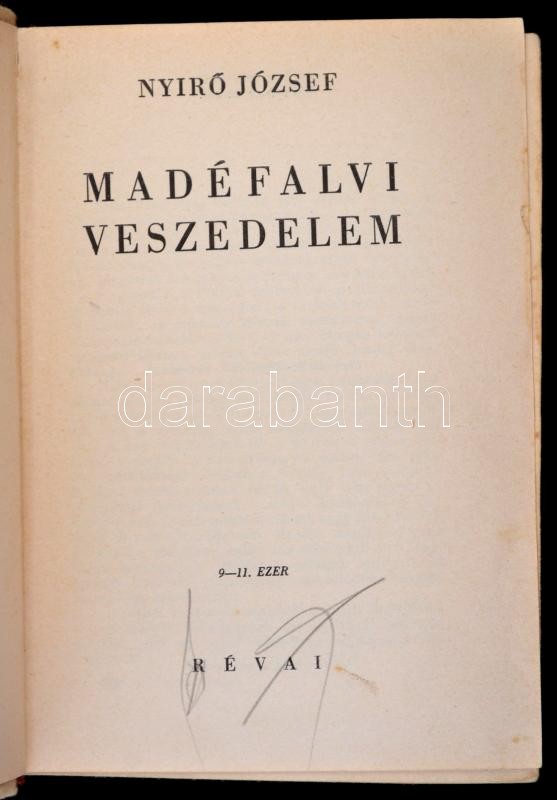 NYIRŐ JÓZSEF
MADÉFALVI
VESZEDELEM
darabanth
9—11. EZER
RÉVAI